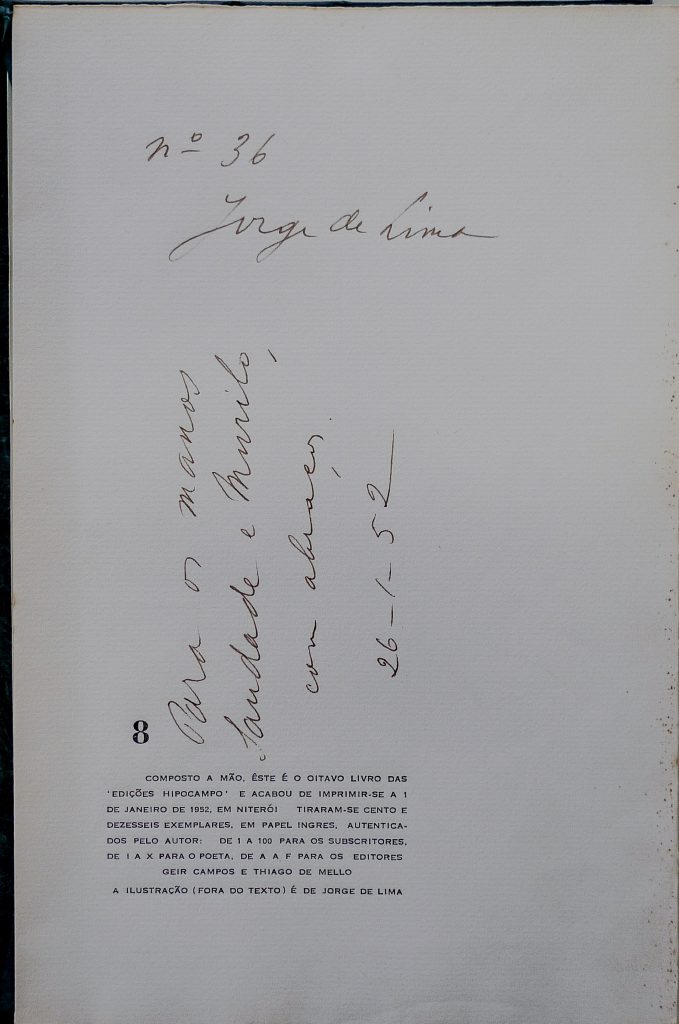 nº 36
Jorge de Lima
Para os manos
Saudade e Murilo,
com abraços.
26-1-52
8
COMPOSTO A MÃO, ÊSTE É O OITAVO LIVRO DAS
'EDIÇÕES HIPOCAMPO' E ACABOU DE IMPRIMIR-SE A 1
DE JANEIRO DE 1952, EM NITERÓI TIRARAM-SE CENTO E
DEZESSEIS EXEMPLARES, EM PAPEL INGRES, AUTENTICA-
DOS PELO AUTOR: DE 1 A 100 PARA OS SUBSCRITORES,
DE I A X PARA O POETA, DE A A F PARA OS EDITORES
GEIR CAMPOS E THIAGO DE MELLO
A ILUSTRAÇÃO (FORA DO TEXTO) É DE JORGE DE LIMA